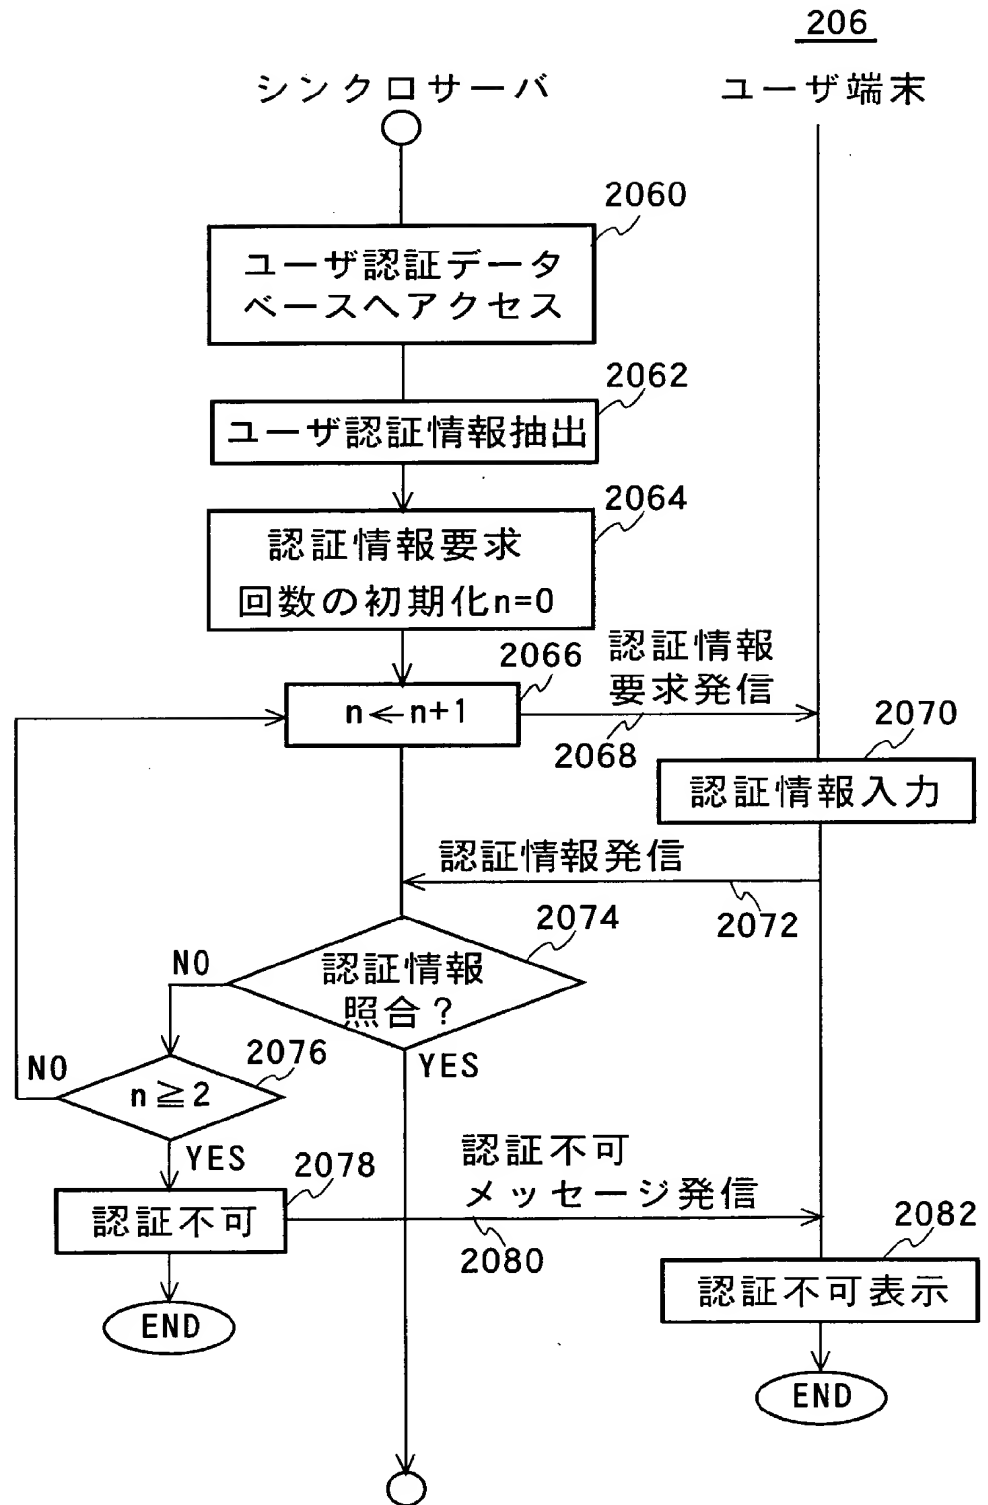 206
シンクロサーバ
ユーザ端末
2060
ユーザ認証データ
ベースへアクセス
2062
ユーザ認証情報抽出
2064
認証情報要求
回数の初期化n=0
2066
認証情報
要求発信
n←n+1
2068
2070
認証情報入力
認証情報発信
2072
2074
認証情報
照合?
NO
YES
2076
n≧2
NO
YES
2078
認証不可
認証不可
メッセージ発信
2080
2082
認証不可表示
END
END